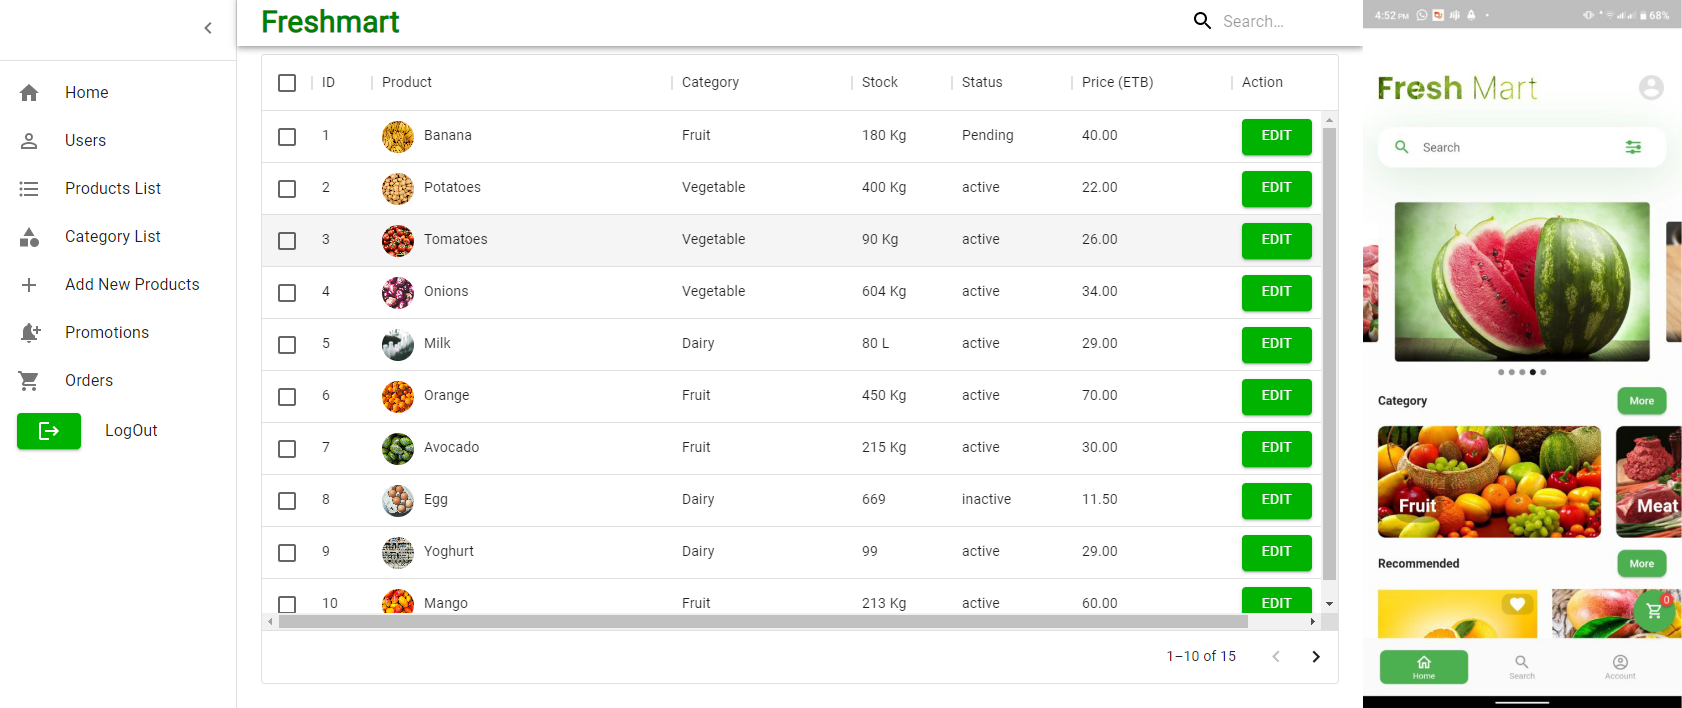 Freshmart
Search...
Home
Users
Products List
Category List
Add New Products
Promotions
Orders
LogOut
ID Product Category Stock Status Price (ETB) Action
1 Banana Fruit 180 Kg Pending 40.00 EDIT
2 Potatoes Vegetable 400 Kg active 22.00 EDIT
3 Tomatoes Vegetable 90 Kg active 26.00 EDIT
4 Onions Vegetable 604 Kg active 34.00 EDIT
5 Milk Dairy 80 L active 29.00 EDIT
6 Orange Fruit 450 Kg active 70.00 EDIT
7 Avocado Fruit 215 Kg active 30.00 EDIT
8 Egg Dairy 669 inactive 11.50 EDIT
9 Yoghurt Dairy 99 active 29.00 EDIT
10 Mango Fruit 213 Kg active 60.00 EDIT
1–10 of 15
4:52 PM 68%
Fresh Mart
Search
Category More
Fruit Meat
Recommended More
0
Home Search Account